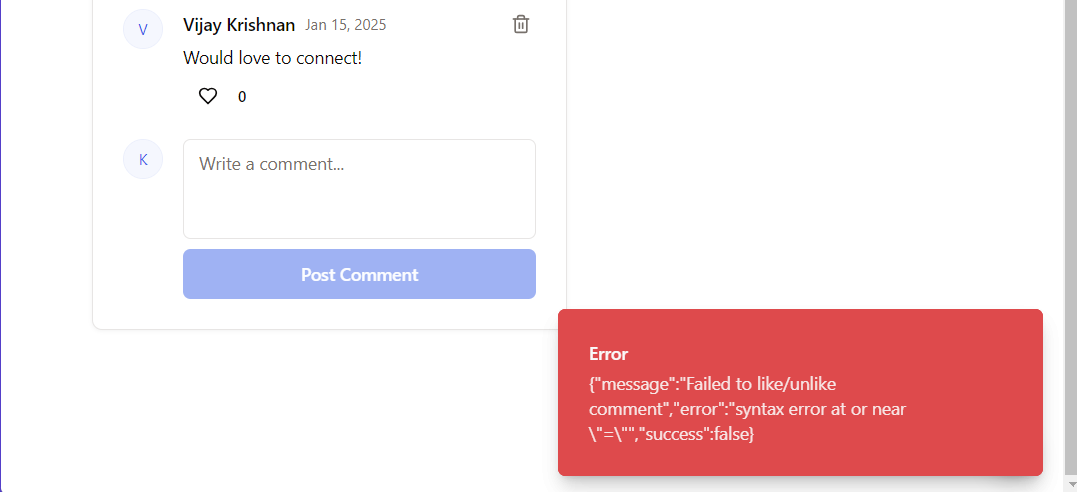 V
Vijay Krishnan Jan 15, 2025
Would love to connect!
0
K
Write a comment...
Post Comment
Error
{"message":"Failed to like/unlike
comment","error":"syntax error at or near
\"=\"","success":false}